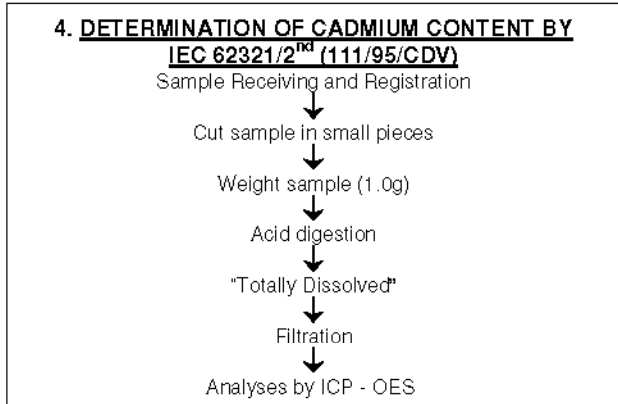 4. DETERMINATION OF CADMIUM CONTENT BY
IEC 62321/2nd (111/95/CDV)
Sample Receiving and Registration
Cut sample in small pieces
Weight sample (1.0g)
Acid digestion
"Totally Dissolved"
Filtration
Analyses by ICP - OES